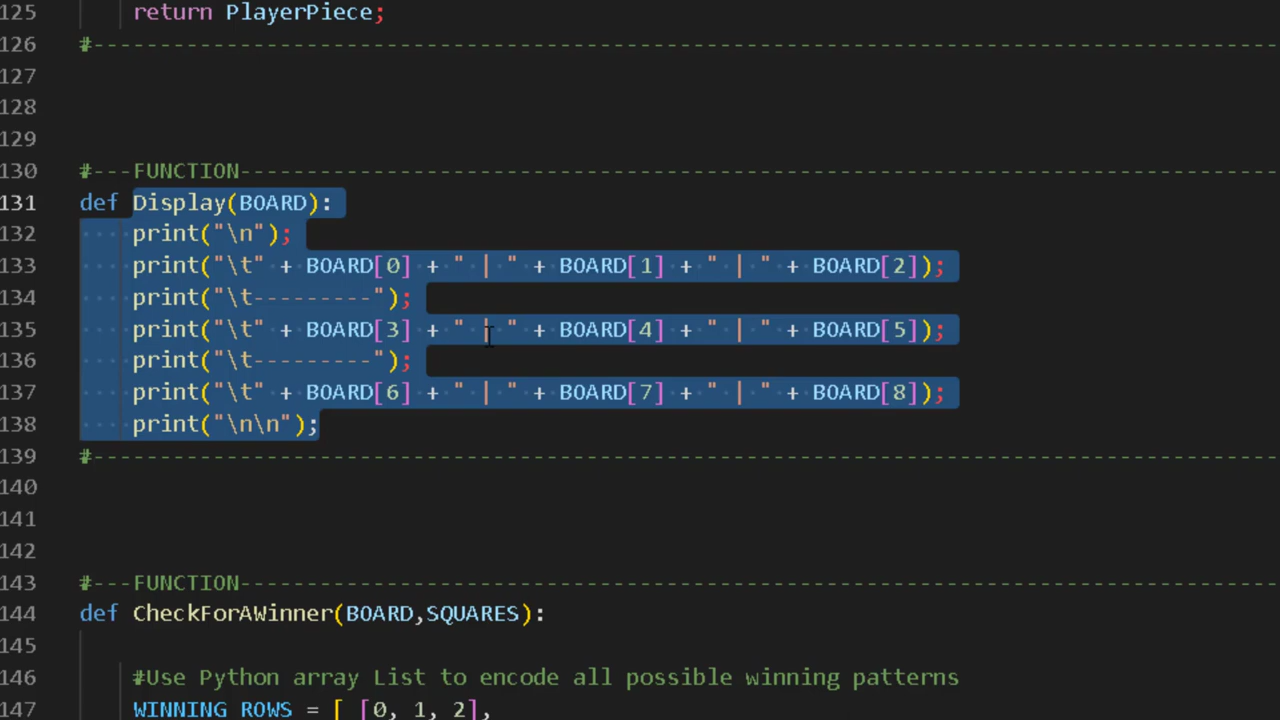 125 return PlayerPiece;
126 #------------------------------------------------------------------------------------------
127
128
129
130 #---FUNCTION------------------------------------------------------------------------------
131 def Display(BOARD):
132 print("\n");
133 print("\t" + BOARD[0] + " | " + BOARD[1] + " | " + BOARD[2]);
134 print("\t---------");
135 print("\t" + BOARD[3] + " | " + BOARD[4] + " | " + BOARD[5]);
136 print("\t---------");
137 print("\t" + BOARD[6] + " | " + BOARD[7] + " | " + BOARD[8]);
138 print("\n\n");
139 #------------------------------------------------------------------------------------------
140
141
142
143 #---FUNCTION------------------------------------------------------------------------------
144 def CheckForAWinner(BOARD,SQUARES):
145
146 #Use Python array List to encode all possible winning patterns
147 WINNING_ROWS = [ [0, 1, 2],